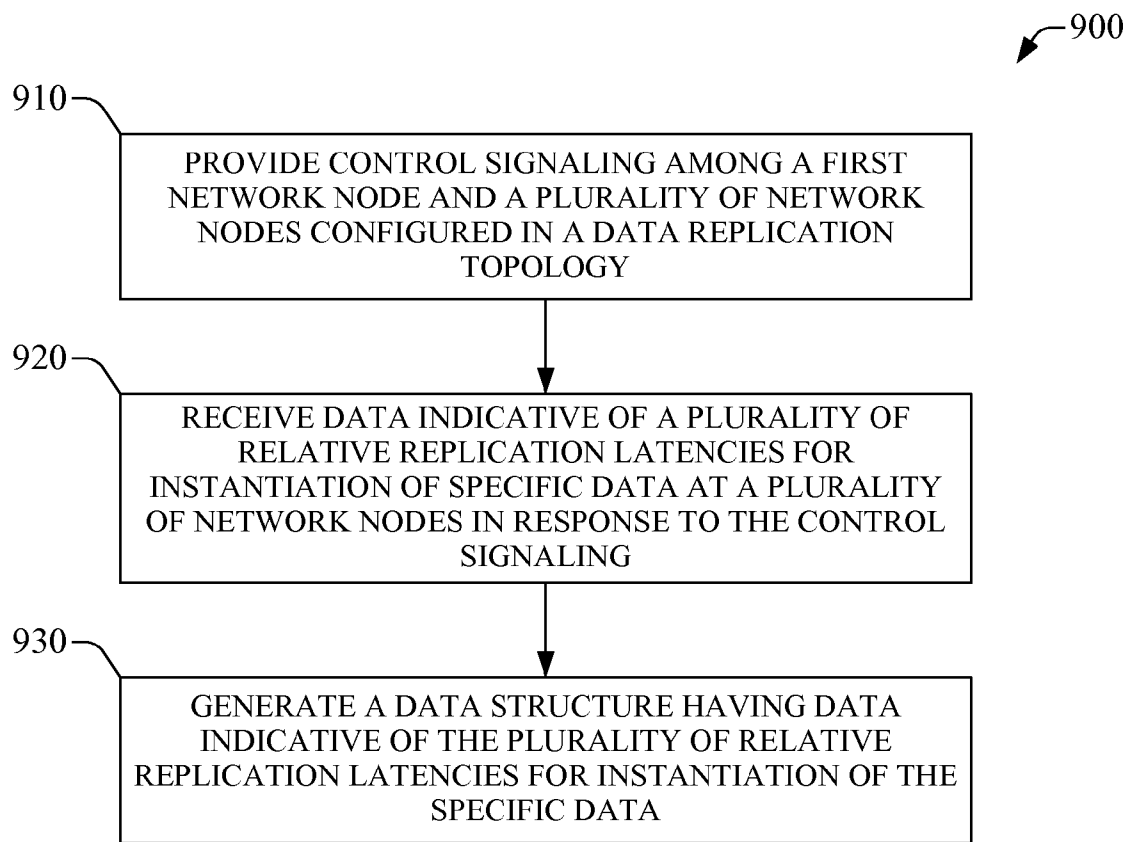 900
910
PROVIDE CONTROL SIGNALING AMONG A FIRST
NETWORK NODE AND A PLURALITY OF NETWORK
NODES CONFIGURED IN A DATA REPLICATION
TOPOLOGY
920
RECEIVE DATA INDICATIVE OF A PLURALITY OF
RELATIVE REPLICATION LATENCIES FOR
INSTANTIATION OF SPECIFIC DATA AT A PLURALITY
OF NETWORK NODES IN RESPONSE TO THE CONTROL
SIGNALING
930
GENERATE A DATA STRUCTURE HAVING DATA
INDICATIVE OF THE PLURALITY OF RELATIVE
REPLICATION LATENCIES FOR INSTANTIATION OF THE
SPECIFIC DATA